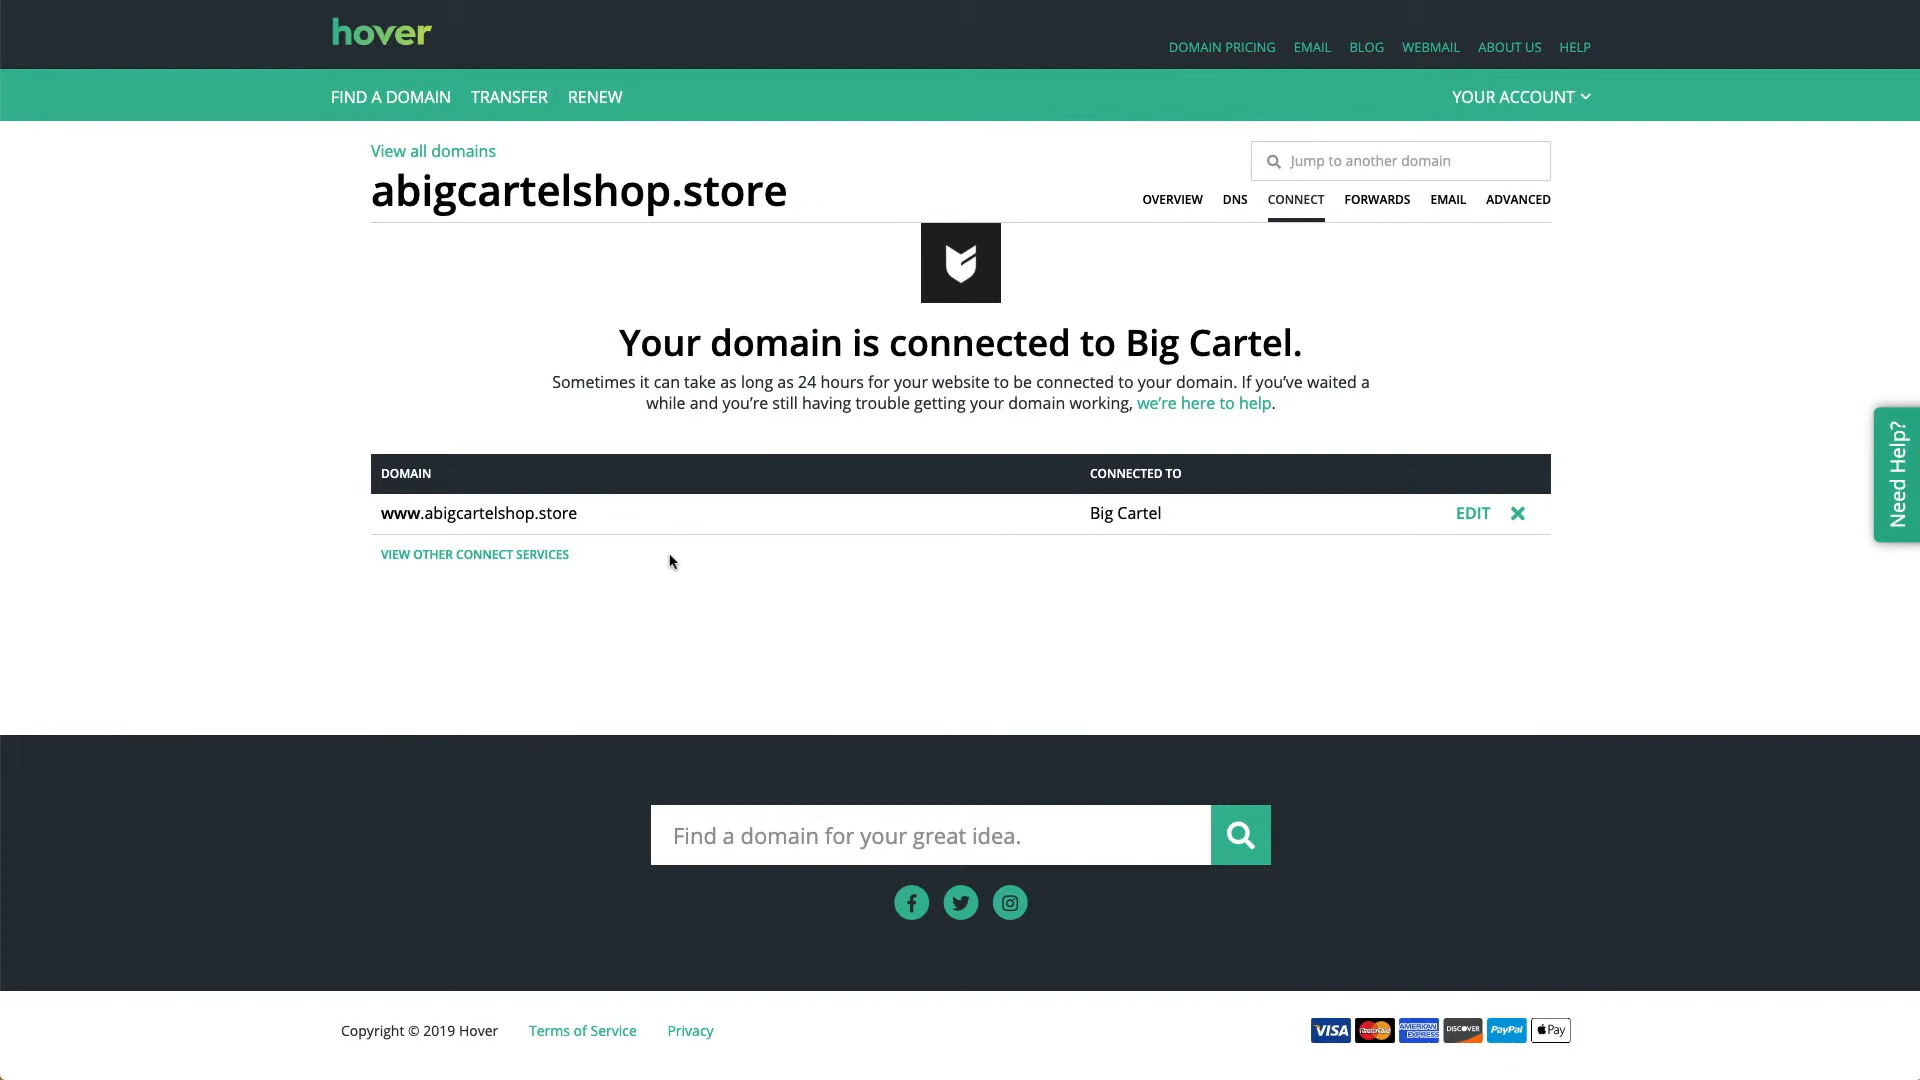 hover
DOMAIN PRICING EMAIL BLOG WEBMAIL ABOUT US HELP
FIND A DOMAIN TRANSFER RENEW YOUR ACCOUNT
View all domains
Jump to another domain
abigcartelshop.store
OVERVIEW DNS CONNECT FORWARDS EMAIL ADVANCED
Your domain is connected to Big Cartel.
Sometimes it can take as long as 24 hours for your website to be connected to your domain. If you’ve waited a
while and you’re still having trouble getting your domain working, we’re here to help.
Need Help?
DOMAIN CONNECTED TO
www.abigcartelshop.store Big Cartel EDIT
VIEW OTHER CONNECT SERVICES
Find a domain for your great idea.
Copyright © 2019 Hover Terms of Service Privacy
VISA MasterCard AMERICAN EXPRESS DISCOVER PayPal Pay